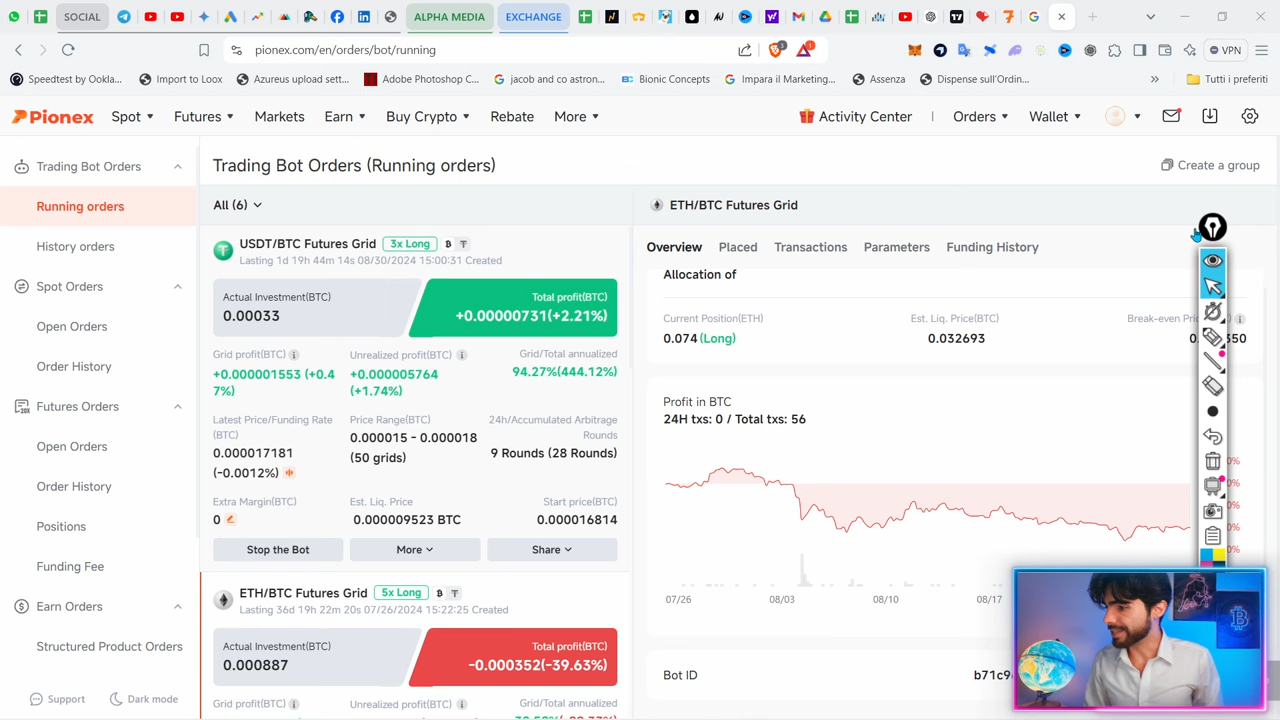 SOCIAL
ALPHA MEDIA
EXCHANGE
pionex.com/en/orders/bot/running
VPN
Speedtest by Ookla...
Import to Loox
Azureus upload sett...
Adobe Photoshop C...
jacob and co astron...
Bionic Concepts
Impara il Marketing...
Assenza
Dispense sull'Ordin...
Tutti i preferiti
Pionex
Spot
Futures
Markets
Earn
Buy Crypto
Rebate
More
Activity Center
Orders
Wallet
Trading Bot Orders
Running orders
History orders
Spot Orders
Open Orders
Order History
Futures Orders
Open Orders
Order History
Positions
Funding Fee
Earn Orders
Structured Product Orders
Support
Dark mode
Trading Bot Orders (Running orders)
Create a group
All (6)
USDT/BTC Futures Grid 3x Long
Lasting 1d 19h 44m 14s 08/30/2024 15:00:31 Created
Actual Investment(BTC)
0.00033
Total profit(BTC)
+0.00000731(+2.21%)
Grid profit(BTC)
+0.000001553 (+0.4
7%)
Unrealized profit(BTC)
+0.000005764
(+1.74%)
Grid/Total annualized
94.27%(444.12%)
Latest Price/Funding Rate
(BTC)
0.000017181
(-0.0012%)
Price Range(BTC)
0.000015 - 0.000018
(50 grids)
24h/Accumulated Arbitrage
Rounds
9 Rounds (28 Rounds)
Extra Margin(BTC)
0
Est. Liq. Price
0.000009523 BTC
Start price(BTC)
0.000016814
Stop the Bot
More
Share
ETH/BTC Futures Grid 5x Long
Lasting 36d 19h 22m 20s 07/26/2024 15:22:25 Created
Actual Investment(BTC)
0.000887
Total profit(BTC)
-0.000352(-39.63%)
Grid profit(BTC)
Unrealized profit(BTC)
Grid/Total annualized
ETH/BTC Futures Grid
Overview
Placed
Transactions
Parameters
Funding History
Allocation of
Current Position(ETH)
0.074 (Long)
Est. Liq. Price(BTC)
0.032693
Break-even Pri
Profit in BTC
24H txs: 0 / Total txs: 56
07/26
08/03
08/10
08/17
Bot ID